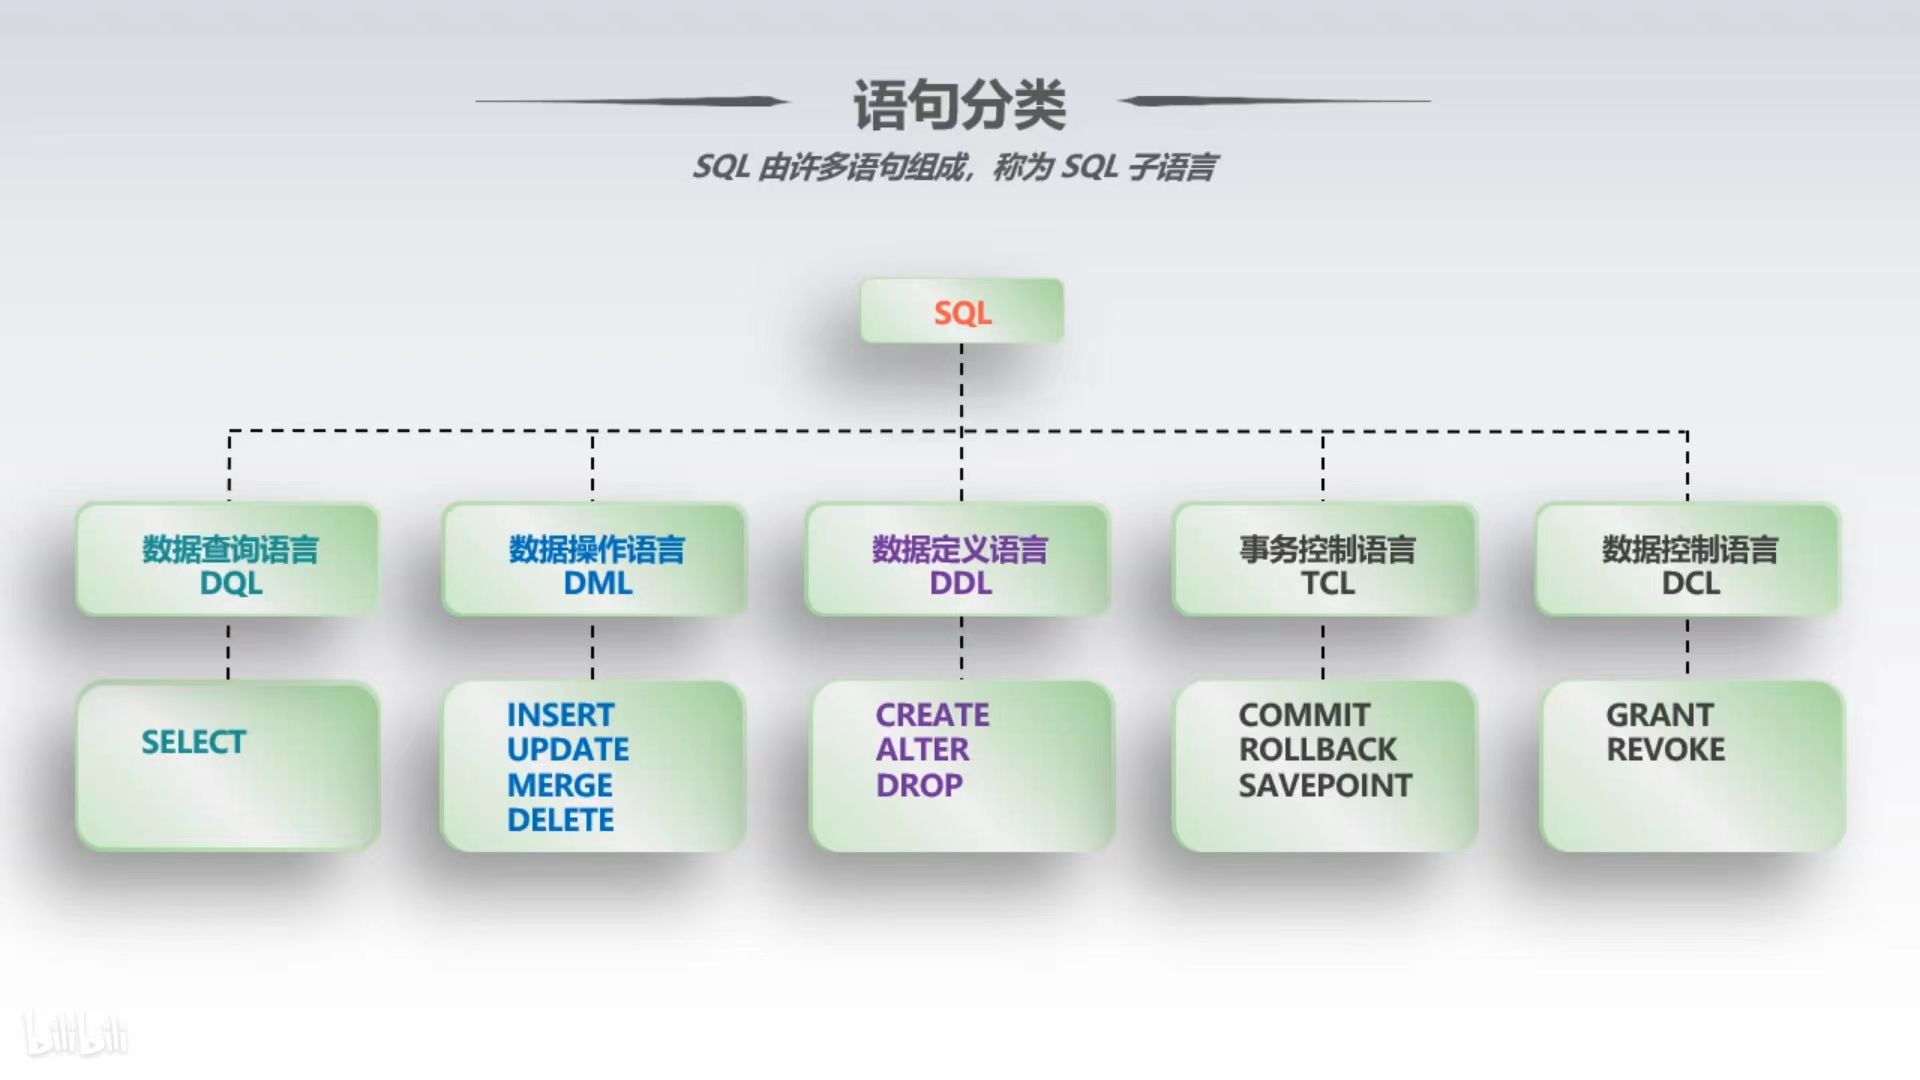 语句分类
SQL 由许多语句组成，称为 SQL 子语言
SQL
数据查询语言
DQL
数据操作语言
DML
数据定义语言
DDL
事务控制语言
TCL
数据控制语言
DCL
SELECT
INSERT
UPDATE
MERGE
DELETE
CREATE
ALTER
DROP
COMMIT
ROLLBACK
SAVEPOINT
GRANT
REVOKE
bilibili